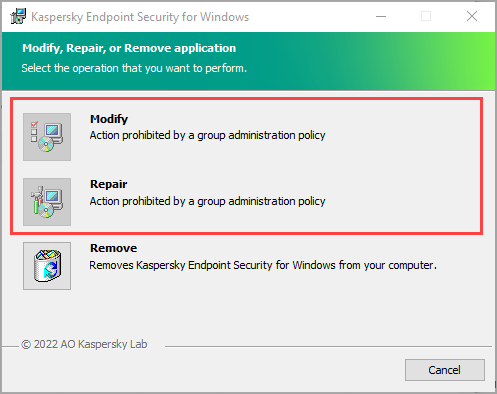 Kaspersky Endpoint Security for Windows
Modify, Repair, or Remove application
Select the operation that you want to perform.
Modify
Action prohibited by a group administration policy
Repair
Action prohibited by a group administration policy
Remove
Removes Kaspersky Endpoint Security for Windows from your computer.
© 2022 AO Kaspersky Lab
Cancel